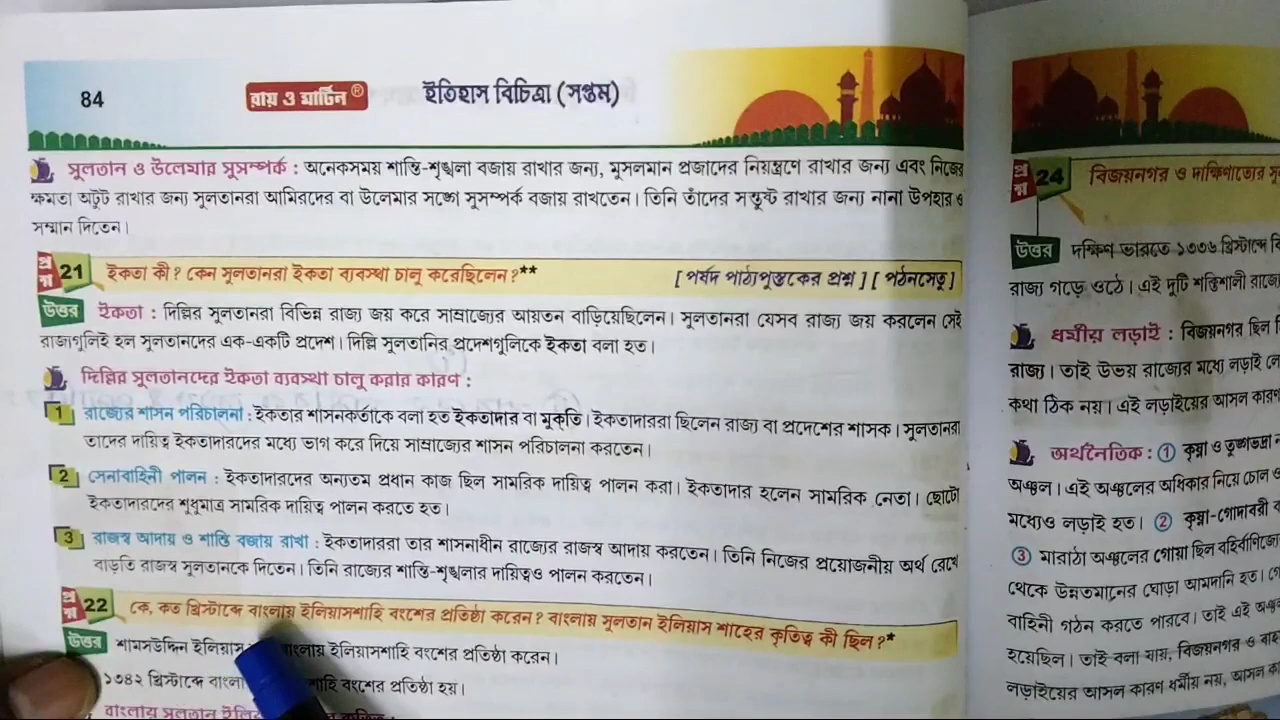 84
রায় ও মার্টিন®
ইতিহাস বিচিত্রা (সপ্তম)
সুলতান ও উলেমার সুসম্পর্ক : অনেকসময় শান্তি-শৃঙ্খলা বজায় রাখার জন্য, মুসলমান প্রজাদের নিয়ন্ত্রণে রাখার জন্য এবং নিজের
ক্ষমতা অটুট রাখার জন্য সুলতানরা আমিরদের বা উলেমার সঙ্গে সুসম্পর্ক বজায় রাখতেন। তিনি তাঁদের সন্তুষ্ট রাখার জন্য নানা উপহার ও
সম্মান দিতেন।
প্রশ্ন 21 ইকতা কী? কেন সুলতানরা ইকতা ব্যবস্থা চালু করেছিলেন?** [ পর্ষদ পাঠ্যপুস্তকের প্রশ্ন ] [ পঠনসেতু ]
উত্তর ইকতা : দিল্লির সুলতানরা বিভিন্ন রাজ্য জয় করে সাম্রাজ্যের আয়তন বাড়িয়েছিলেন। সুলতানরা যেসব রাজ্য জয় করলেন সেই
রাজ্যগুলিই হল সুলতানদের এক-একটি প্রদেশ। দিল্লি সুলতানির প্রদেশগুলিকে ইকতা বলা হত।
দিল্লির সুলতানদের ইকতা ব্যবস্থা চালু করার কারণ :
1 রাজ্যের শাসন পরিচালনা : ইকতার শাসনকর্তাকে বলা হত ইকতাদার বা মুক্‌তি। ইকতাদাররা ছিলেন রাজ্য বা প্রদেশের শাসক। সুলতানরা
তাদের দায়িত্ব ইকতাদারদের মধ্যে ভাগ করে দিয়ে সাম্রাজ্যের শাসন পরিচালনা করতেন।
2 সেনাবাহিনী পালন : ইকতাদারদের অন্যতম প্রধান কাজ ছিল সামরিক দায়িত্ব পালন করা। ইকতাদার হলেন সামরিক নেতা। ছোটো
ইকতাদারদের শুধুমাত্র সামরিক দায়িত্ব পালন করতে হত।
3 রাজস্ব আদায় ও শান্তি বজায় রাখা : ইকতাদাররা তার শাসনাধীন রাজ্যের রাজস্ব আদায় করতেন। তিনি নিজের প্রয়োজনীয় অর্থ রেখে
বাড়তি রাজস্ব সুলতানকে দিতেন। তিনি রাজ্যের শান্তি-শৃঙ্খলার দায়িত্বও পালন করতেন।
প্রশ্ন 22 কে, কত খ্রিস্টাব্দে বাংলায় ইলিয়াসশাহি বংশের প্রতিষ্ঠা করেন? বাংলায় সুলতান ইলিয়াস শাহের কৃতিত্ব কী ছিল?*
উত্তর শামসউদ্দিন ইলিয়াস বাংলায় ইলিয়াসশাহি বংশের প্রতিষ্ঠা করেন।
১৩৪২ খ্রিস্টাব্দে বাংলা শাহি বংশের প্রতিষ্ঠা হয়।
বাংলায় সুলতান
প্রশ্ন 24 বিজয়নগর ও দাক্ষিণাত্যের
উত্তর দক্ষিণ ভারতে ১৩৩৬ খ্রিস্টাব্দে
রাজ্য গড়ে ওঠে। এই দুটি শক্তিশালী রাজ্যে
ধর্মীয় লড়াই : বিজয়নগর ছিল
রাজ্য। তাই উভয় রাজ্যের মধ্যে লড়াই
কথা ঠিক নয়। এই লড়াইয়ের আসল কারণ
অর্থনৈতিক : ① কৃষ্ণা ও তুঙ্গভদ্রা
অঞ্চল। এই অঞ্চলের অধিকার নিয়ে চোল ও
মধ্যেও লড়াই হত। ② কৃষ্ণা-গোদাবরী
③ মারাঠা অঞ্চলের গোয়া ছিল
থেকে উন্নতমানের ঘোড়া আমদানি হত।
বাহিনী গঠন করতে পারবে। তাই এই
হয়েছিল। তাই বলা যায়, বিজয়নগর ও
লড়াইয়ের আসল কারণ ধর্মীয় নয়, আসল